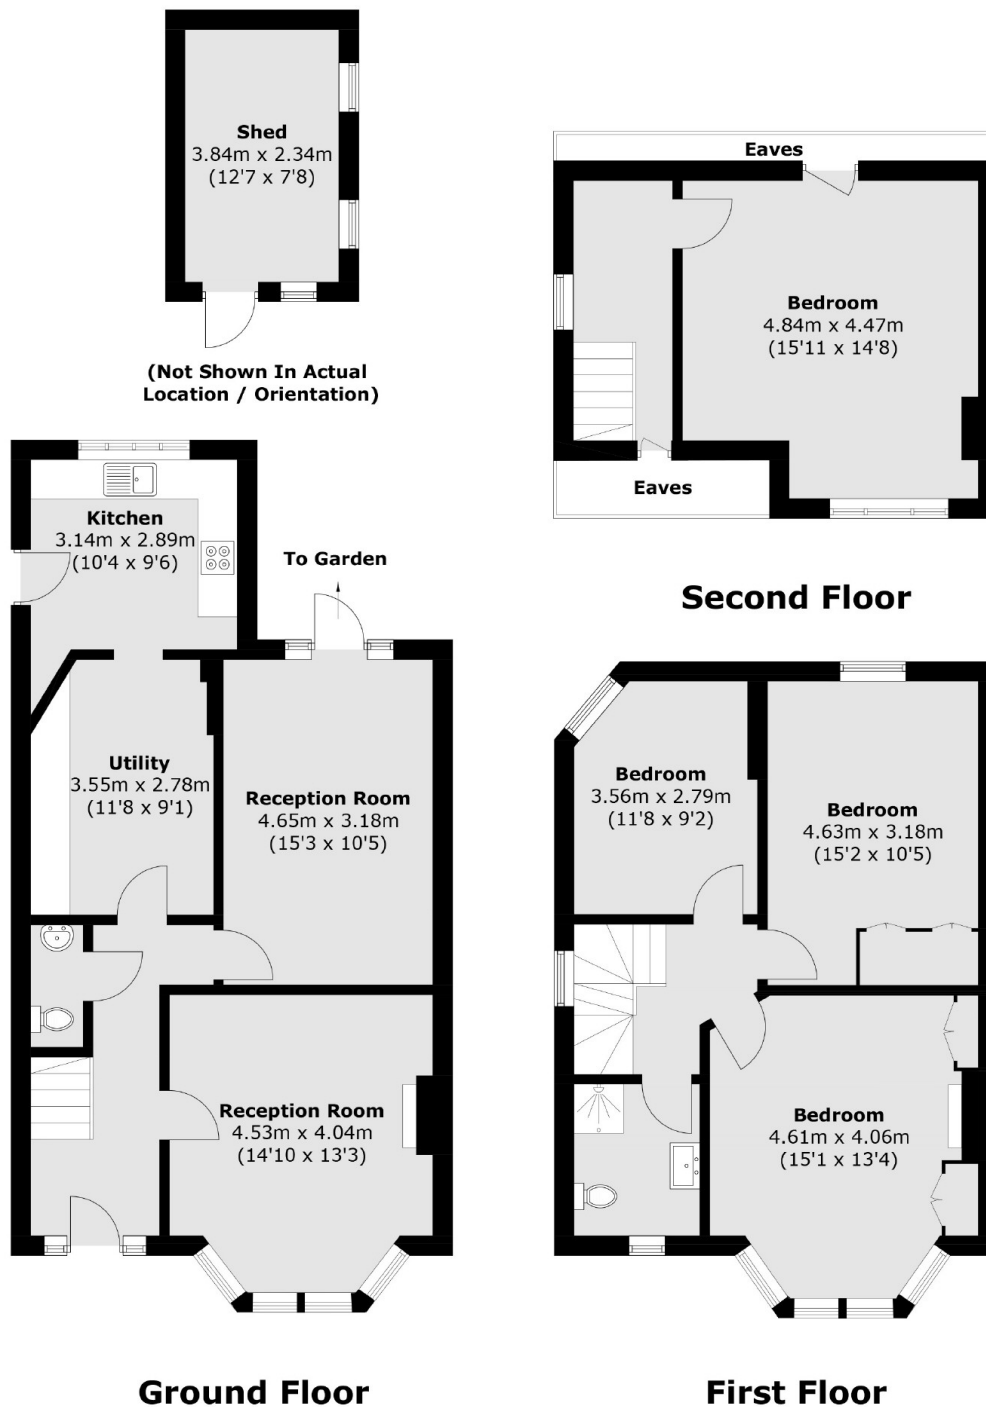 Shed
3.84m x 2.34m
(12'7 x 7'8)
(Not Shown In Actual
Location / Orientation)
Eaves
Bedroom
4.84m x 4.47m
(15'11 x 14'8)
Eaves
Second Floor
Kitchen
3.14m x 2.89m
(10'4 x 9'6)
To Garden
Utility
3.55m x 2.78m
(11'8 x 9'1)
Reception Room
4.65m x 3.18m
(15'3 x 10'5)
Reception Room
4.53m x 4.04m
(14'10 x 13'3)
Ground Floor
Bedroom
3.56m x 2.79m
(11'8 x 9'2)
Bedroom
4.63m x 3.18m
(15'2 x 10'5)
Bedroom
4.61m x 4.06m
(15'1 x 13'4)
First Floor